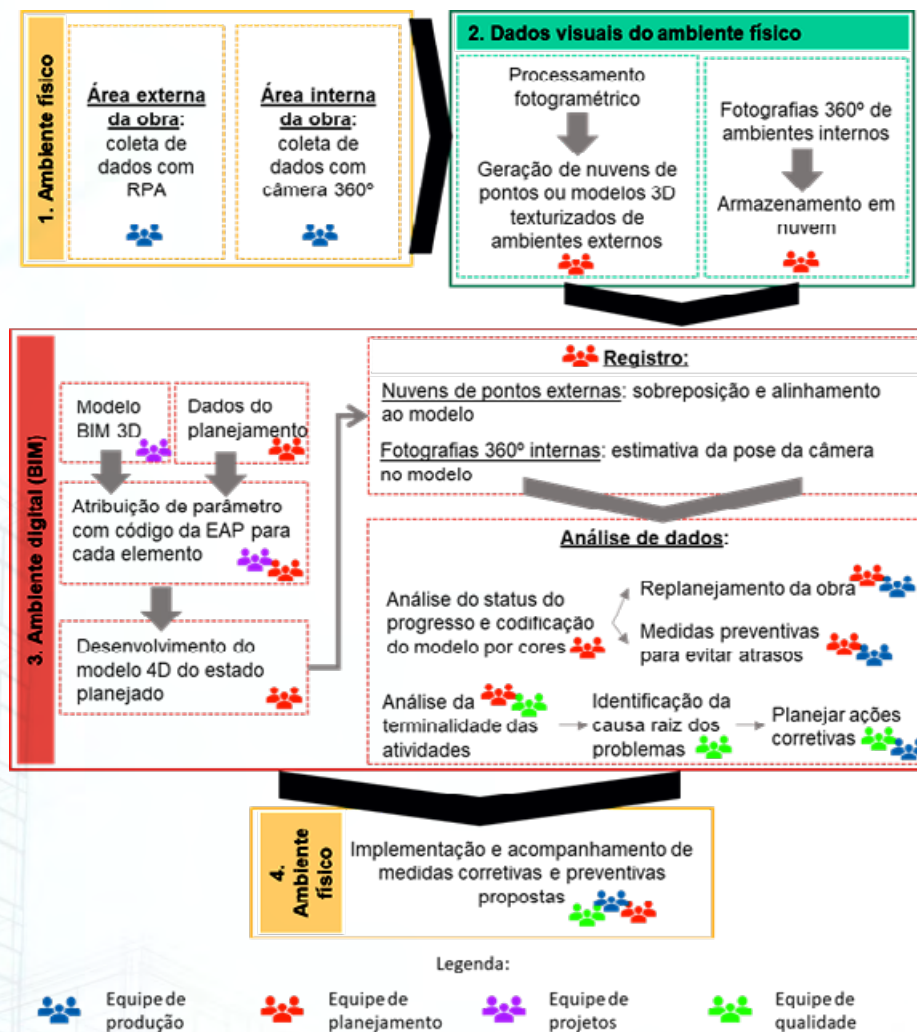 1. Ambiente físico
Área externa
da obra:
coleta de
dados com
RPA
Área interna
da obra:
coleta de
dados com
câmera 360º
2. Dados visuais do ambiente físico
Processamento
fotogramétrico
Geração de nuvens de
pontos ou modelos 3D
texturizados de
ambientes externos
Fotografias 360º de
ambientes internos
Armazenamento em
nuvem
3. Ambiente digital (BIM)
Modelo
BIM 3D
Dados do
planejamento
Atribuição de parâmetro
com código da EAP para
cada elemento
Desenvolvimento do
modelo 4D do estado
planejado
Registro:
Nuvens de pontos externas: sobreposição e alinhamento
ao modelo
Fotografias 360º internas: estimativa da pose da câmera
no modelo
Análise de dados:
Análise do status do
progresso e codificação
do modelo por cores
Replanejamento da obra
Medidas preventivas
para evitar atrasos
Análise da
terminalidade das
atividades
Identificação da
causa raiz dos
problemas
Planejar ações
corretivas
4.
Ambiente
físico
Implementação e acompanhamento de
medidas corretivas e preventivas
propostas
Legenda:
Equipe de
produção
Equipe de
planejamento
Equipe de
projetos
Equipe de
qualidade